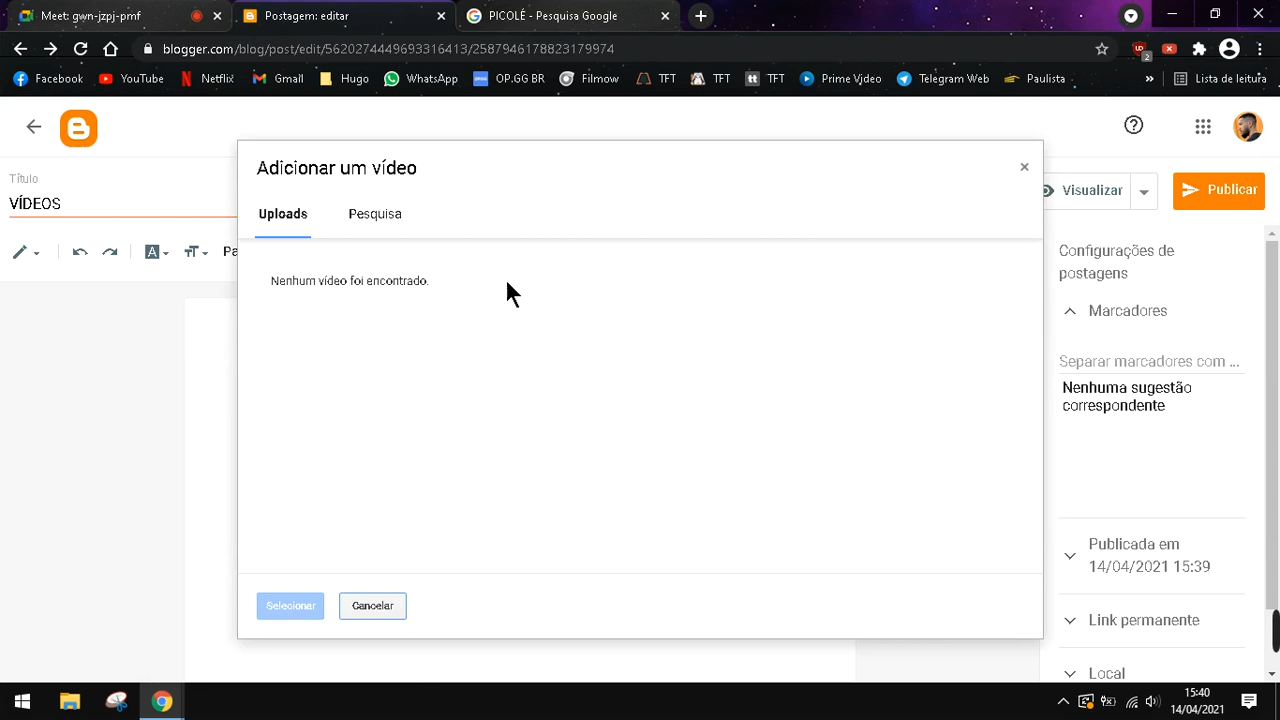 Meet: gwn-jzpj-pmf
Postagem: editar
PICOLÉ - Pesquisa Google
blogger.com/blog/post/edit/5620274449693316413/2587946178823179974
2
Facebook
YouTube
Netflix
Gmail
Hugo
WhatsApp
OP.GG BR
Filmow
TFT
TFT
TFT
Prime Video
Telegram Web
Paulista
»
Lista de leitura
Título
VÍDEOS
Adicionar um vídeo
Uploads
Pesquisa
Nenhum vídeo foi encontrado.
Selecionar
Cancelar
Visualizar
Publicar
Configurações de
postagens
Marcadores
Separar marcadores com ...
Nenhuma sugestão
correspondente
Publicada em
14/04/2021 15:39
Link permanente
Local
15:40
14/04/2021